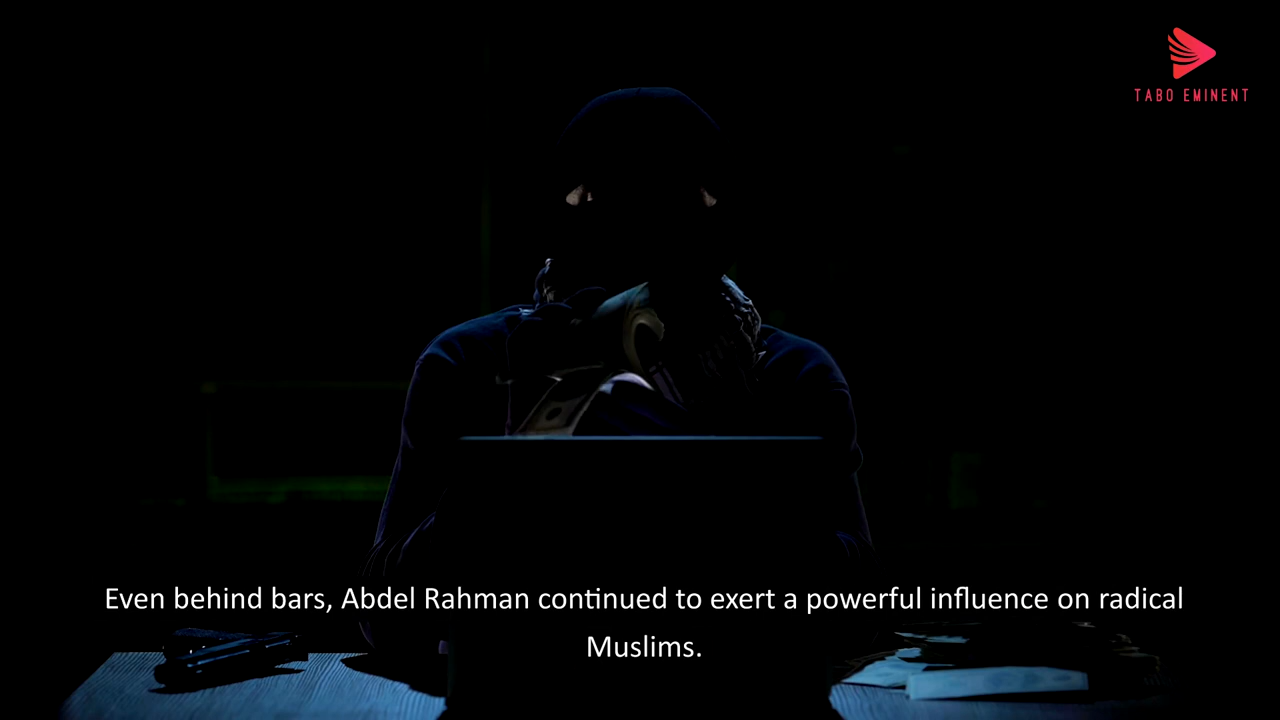 TABO EMINENT
Even behind bars, Abdel Rahman continued to exert a powerful influence on radical
Muslims.